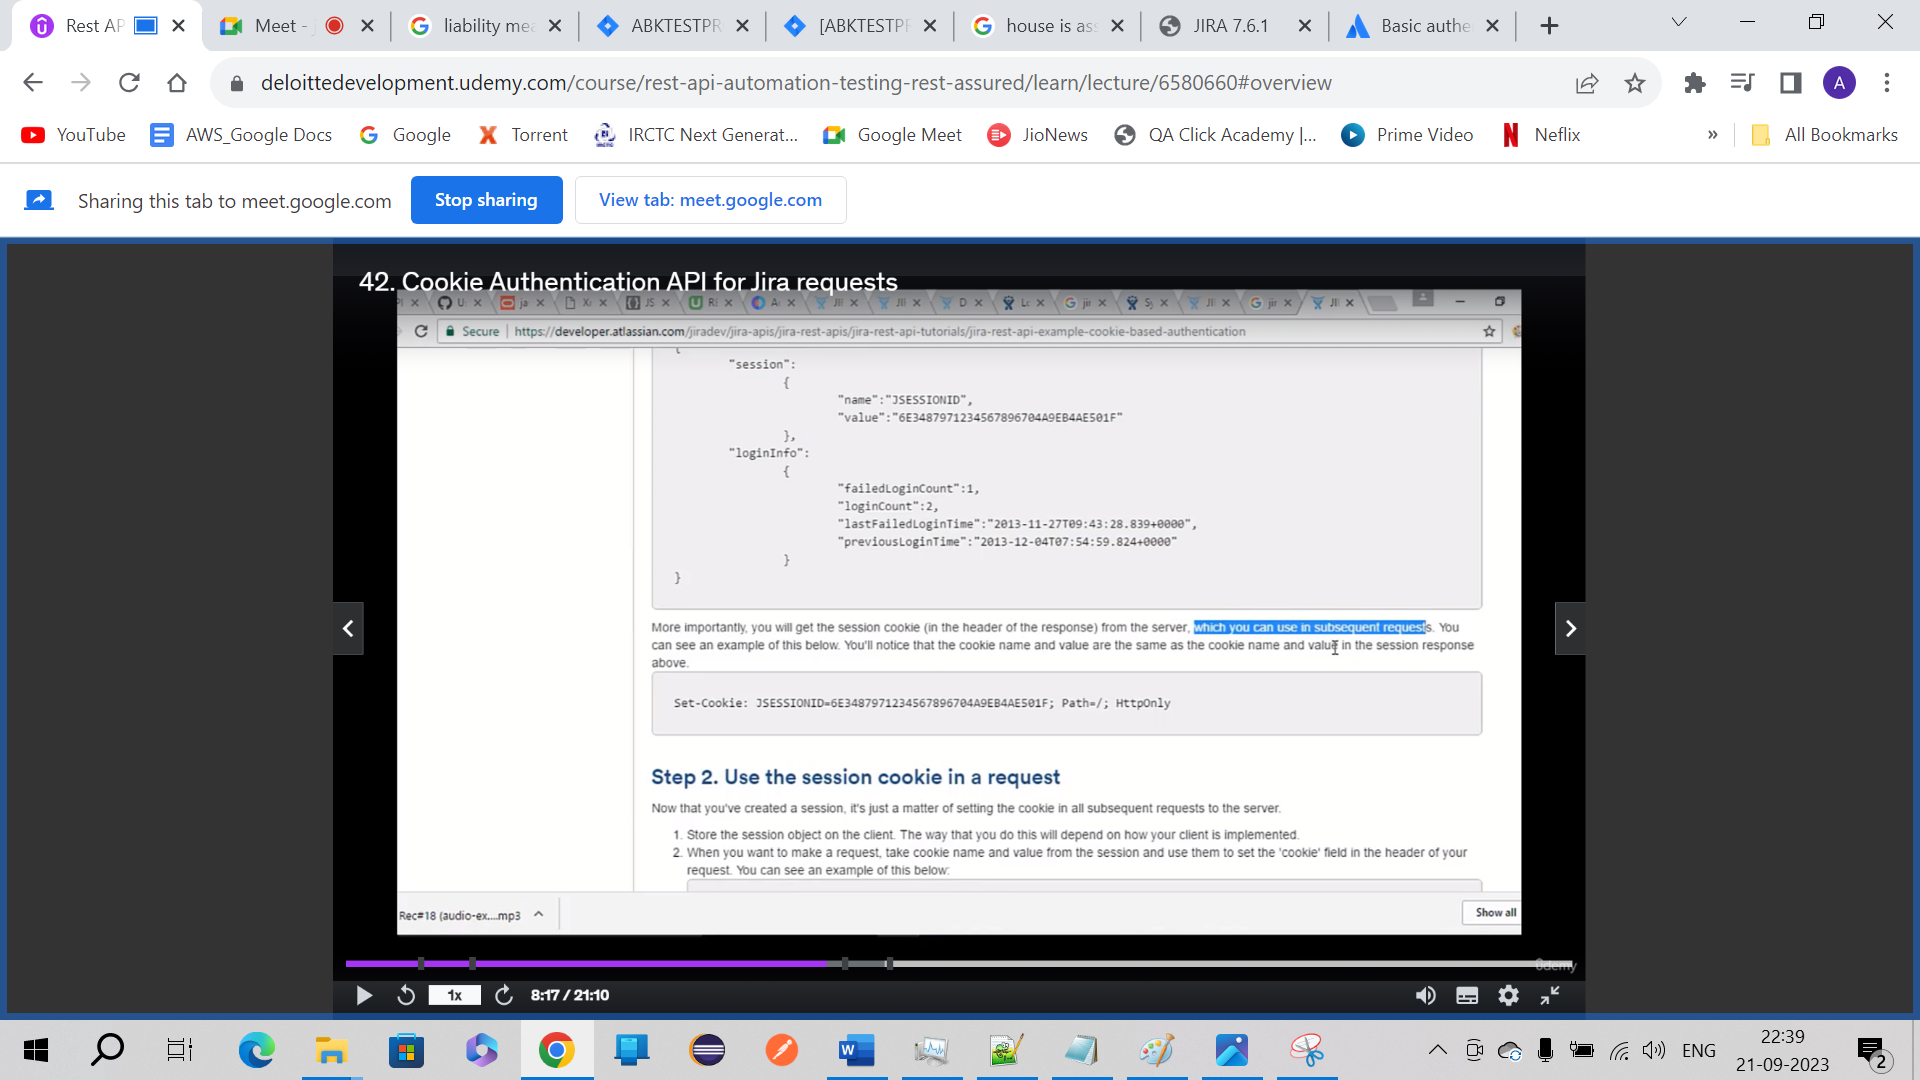 Rest AP
Meet -
liability mea
ABKTESTPR
[ABKTESTPR
house is ass
JIRA 7.6.1
Basic authe
deloittedevelopment.udemy.com/course/rest-api-automation-testing-rest-assured/learn/lecture/6580660#overview
A
YouTube
AWS_Google Docs
Google
Torrent
IRCTC Next Generat...
Google Meet
JioNews
QA Click Academy |...
Prime Video
Neflix
»
All Bookmarks
Sharing this tab to meet.google.com
Stop sharing
View tab: meet.google.com
42. Cookie Authentication API for Jira requests
Secure
https://developer.atlassian.com/jiradev/jira-apis/jira-rest-apis/jira-rest-api-tutorials/jira-rest-api-example-cookie-based-authentication
{
"session":
{
"name":"JSESSIONID",
"value":"6E3487971234567896704A9EB4AE501F"
},
"loginInfo":
{
"failedLoginCount":1,
"loginCount":2,
"lastFailedLoginTime":"2013-11-27T09:43:28.839+0000",
"previousLoginTime":"2013-12-04T07:54:59.824+0000"
}
}
More importantly, you will get the session cookie (in the header of the response) from the server, which you can use in subsequent requests. You
can see an example of this below. You'll notice that the cookie name and value are the same as the cookie name and value in the session response
above.
Set-Cookie: JSESSIONID=6E3487971234567896704A9EB4AE501F; Path=/; HttpOnly
Step 2. Use the session cookie in a request
Now that you've created a session, it's just a matter of setting the cookie in all subsequent requests to the server.
1. Store the session object on the client. The way that you do this will depend on how your client is implemented.
2. When you want to make a request, take cookie name and value from the session and use them to set the 'cookie' field in the header of your
request. You can see an example of this below:
Rec#18 (audio-ex....mp3
Show all
ûdemy
1x
8:17 / 21:10
ENG
22:39
21-09-2023
2